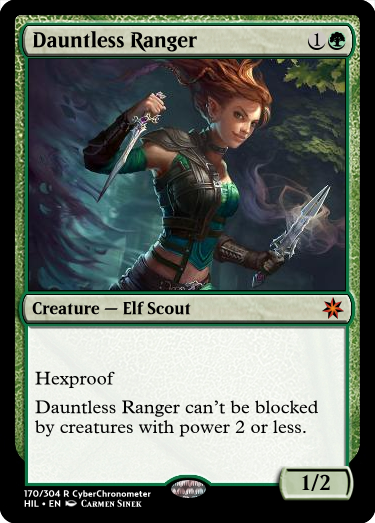 Dauntless Ranger 1
Creature — Elf Scout
Hexproof
Dauntless Ranger can't be blocked
by creatures with power 2 or less.
1/2
170/304 R CyberChronometer
HIL • EN Carmen Sinek